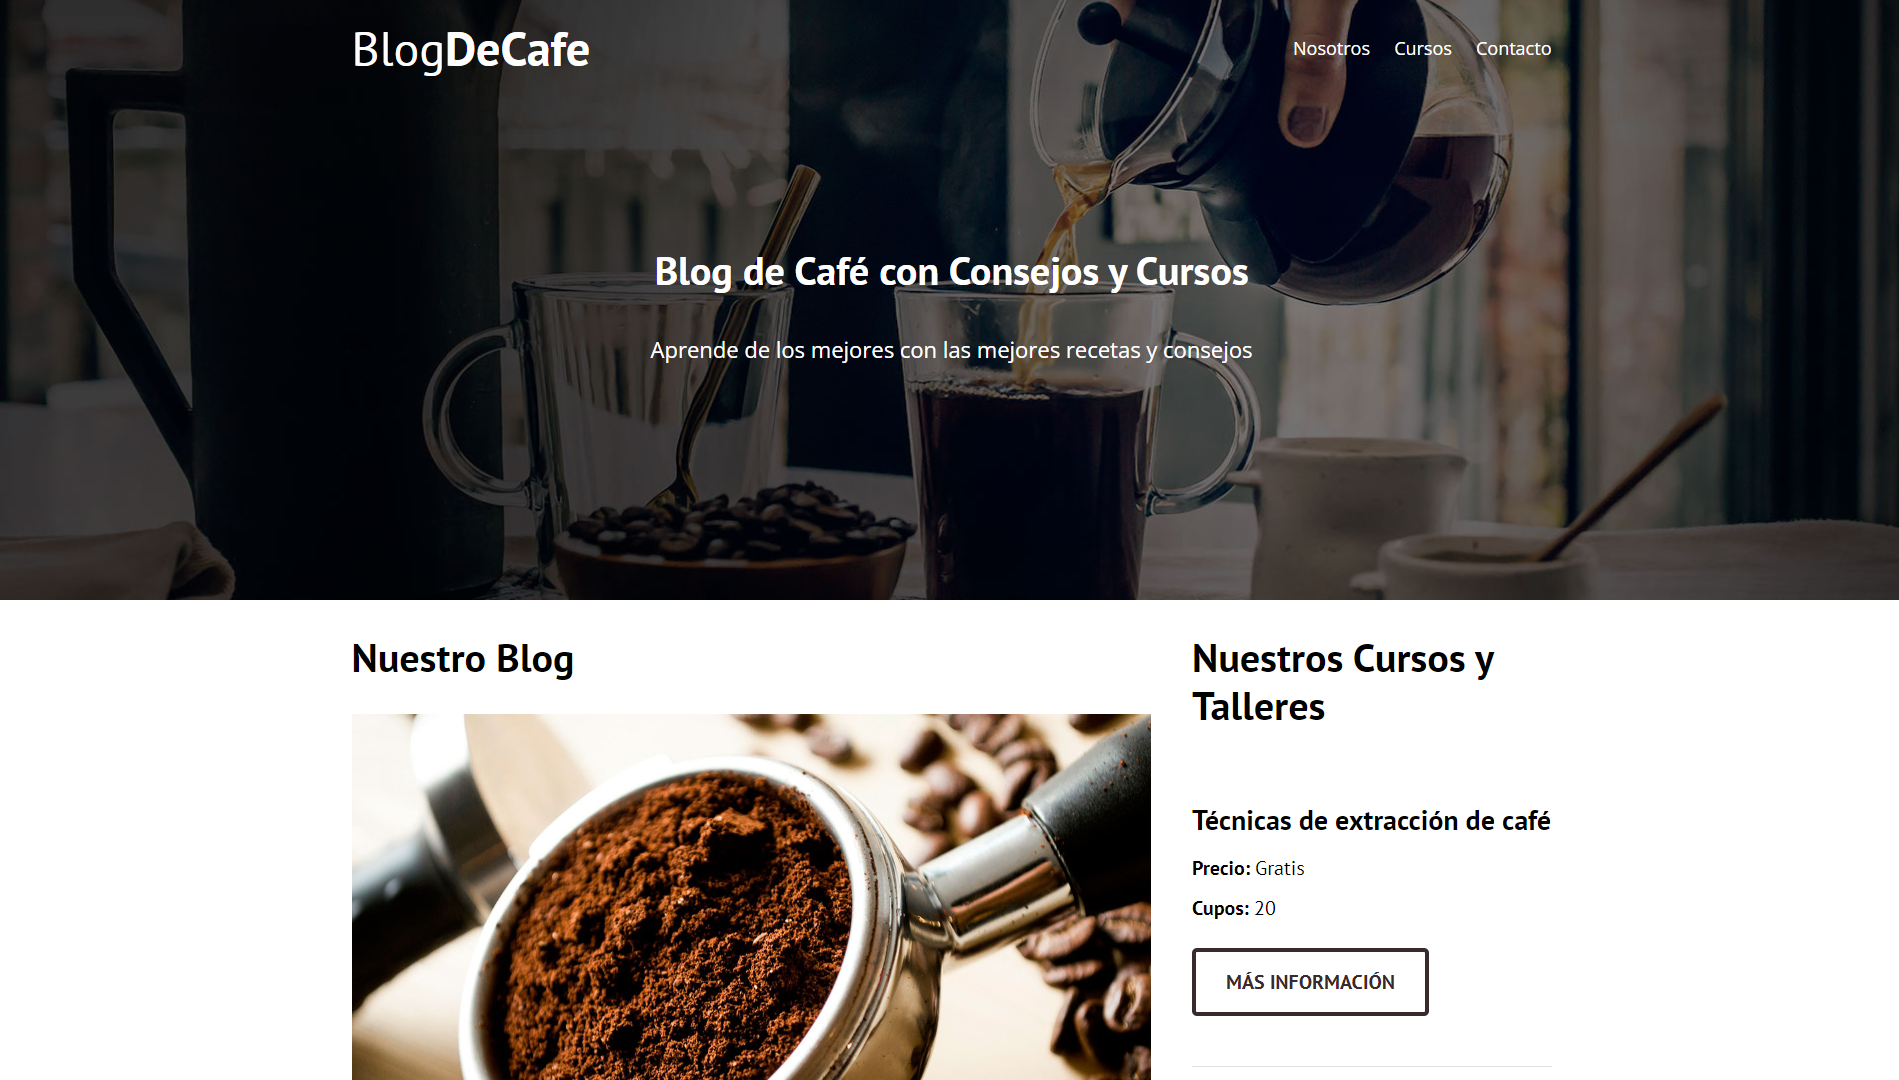 BlogDeCafe
Nosotros Cursos Contacto
Blog de Café con Consejos y Cursos
Aprende de los mejores con las mejores recetas y consejos
Nuestro Blog
Nuestros Cursos y
Talleres
Técnicas de extracción de café
Precio: Gratis
Cupos: 20
MÁS INFORMACIÓN